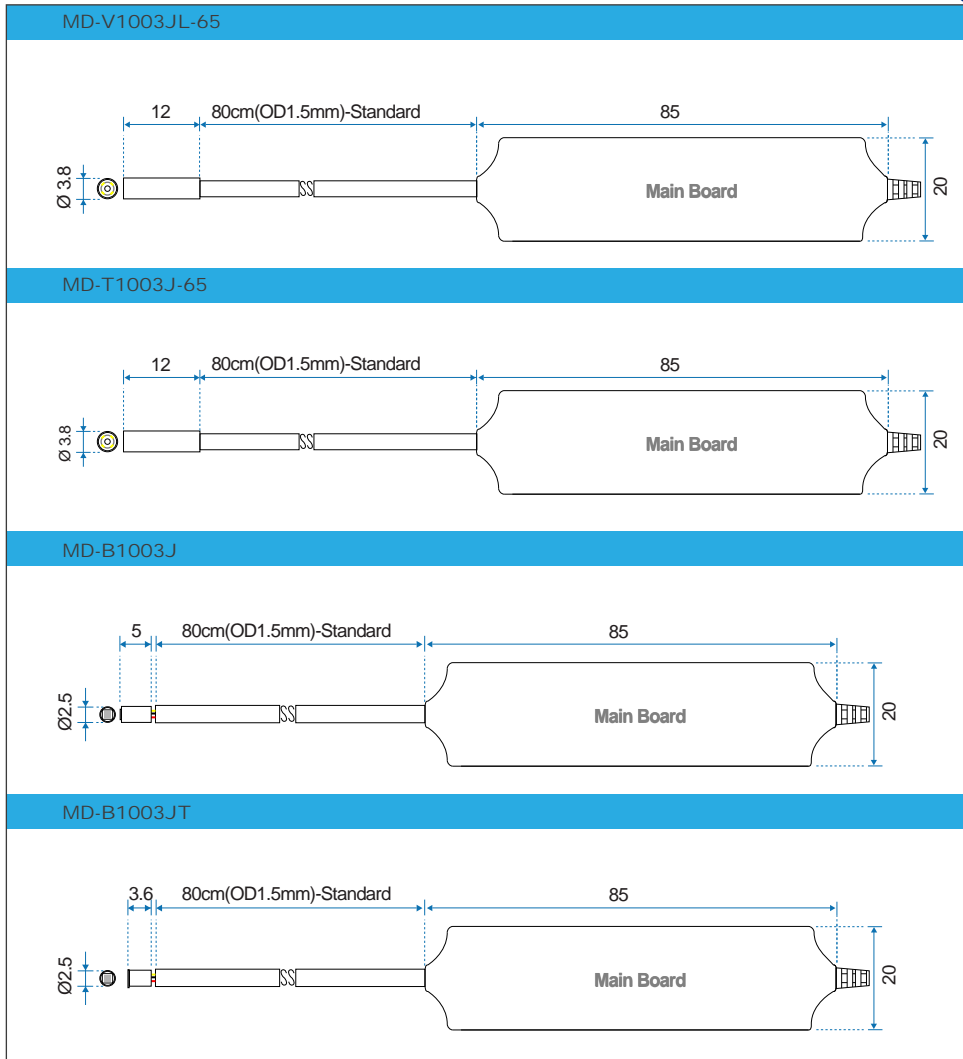 MD-V1003JL-65
12 80cm(OD1.5mm)-Standard 85
Ø 3.8
Main Board
20
MD-T1003J-65
12 80cm(OD1.5mm)-Standard 85
Ø 3.8
Main Board
20
MD-B1003J
5 80cm(OD1.5mm)-Standard 85
Ø2.5
Main Board
20
MD-B1003JT
3.6 80cm(OD1.5mm)-Standard 85
Ø2.5
Main Board
20